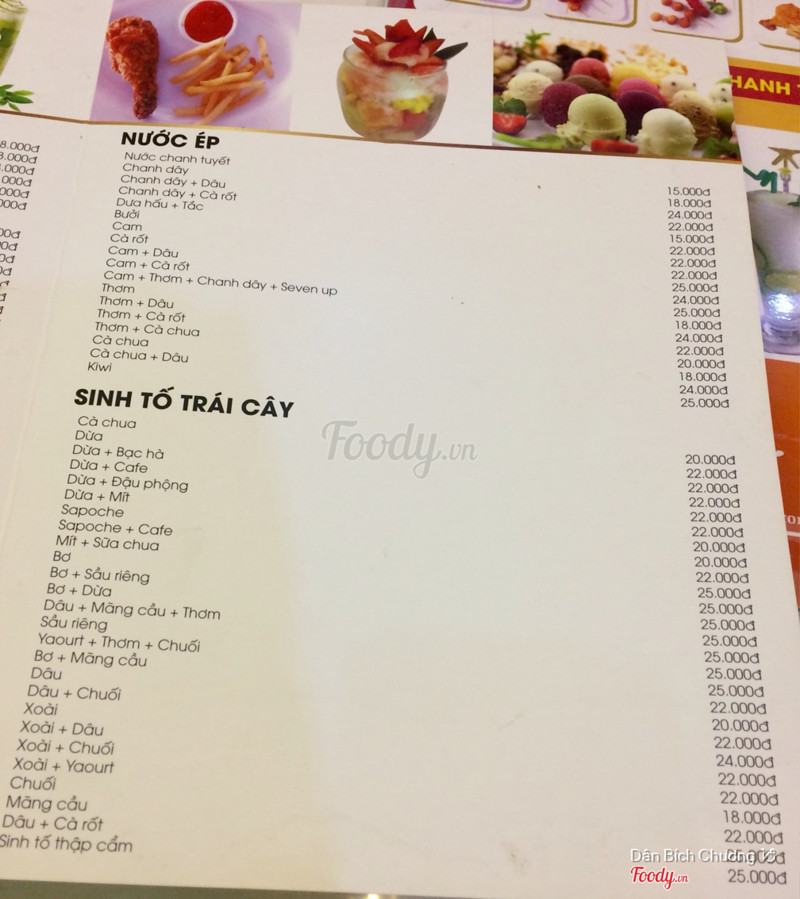 NƯỚC ÉP
Nước chanh tuyết 15.000đ
Chanh dây 18.000đ
Chanh dây + Dâu 24.000đ
Chanh dây + Cà rốt 22.000đ
Dưa hấu + Tắc 15.000đ
Bưởi 22.000đ
Cam 22.000đ
Cà rốt 22.000đ
Cam + Dâu 25.000đ
Cam + Cà rốt 24.000đ
Cam + Thơm + Chanh dây + Seven up 25.000đ
Thơm 18.000đ
Thơm + Dâu 24.000đ
Thơm + Cà rốt 22.000đ
Thơm + Cà chua 20.000đ
Cà chua 18.000đ
Cà chua + Dâu 24.000đ
Kiwi 25.000đ
SINH TỐ TRÁI CÂY
Cà chua 20.000đ
Dừa 22.000đ
Dừa + Bạc hà 22.000đ
Dừa + Cafe 22.000đ
Dừa + Đậu phộng 22.000đ
Dừa + Mít 22.000đ
Sapoche 20.000đ
Sapoche + Cafe 20.000đ
Mít + Sữa chua 22.000đ
Bơ 25.000đ
Bơ + Sầu riêng 25.000đ
Bơ + Dừa 25.000đ
Dâu + Mãng cầu + Thơm 25.000đ
Sầu riêng 25.000đ
Yaourt + Thơm + Chuối 25.000đ
Bơ + Mãng cầu 25.000đ
Dâu 22.000đ
Dâu + Chuối 20.000đ
Xoài 22.000đ
Xoài + Dâu 24.000đ
Xoài + Chuối 22.000đ
Xoài + Yaourt 22.000đ
Chuối 18.000đ
Mãng cầu 22.000đ
Dâu + Cà rốt 25.000đ
Sinh tố thập cẩm 25.000đ
HANH
Foody.vn
Dân Bích Chương
Foody.vn